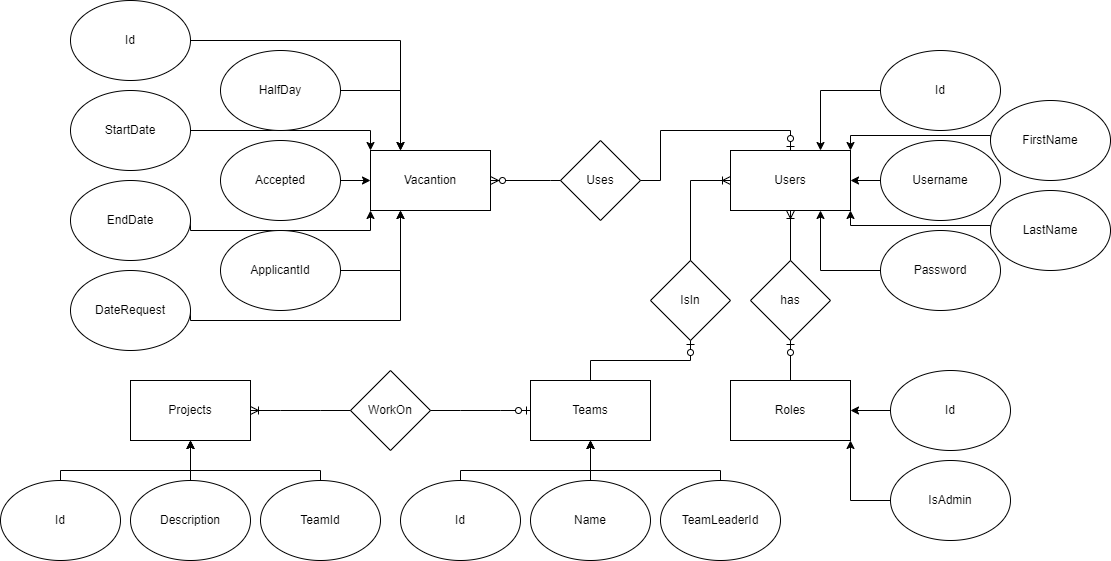 Id
HalfDay
Id
StartDate
FirstName
Accepted
Vacantion
Uses
Users
Username
EndDate
LastName
ApplicantId
Password
DateRequest
IsIn
has
Projects
WorkOn
Teams
Roles
Id
IsAdmin
Id
Description
TeamId
Id
Name
TeamLeaderId